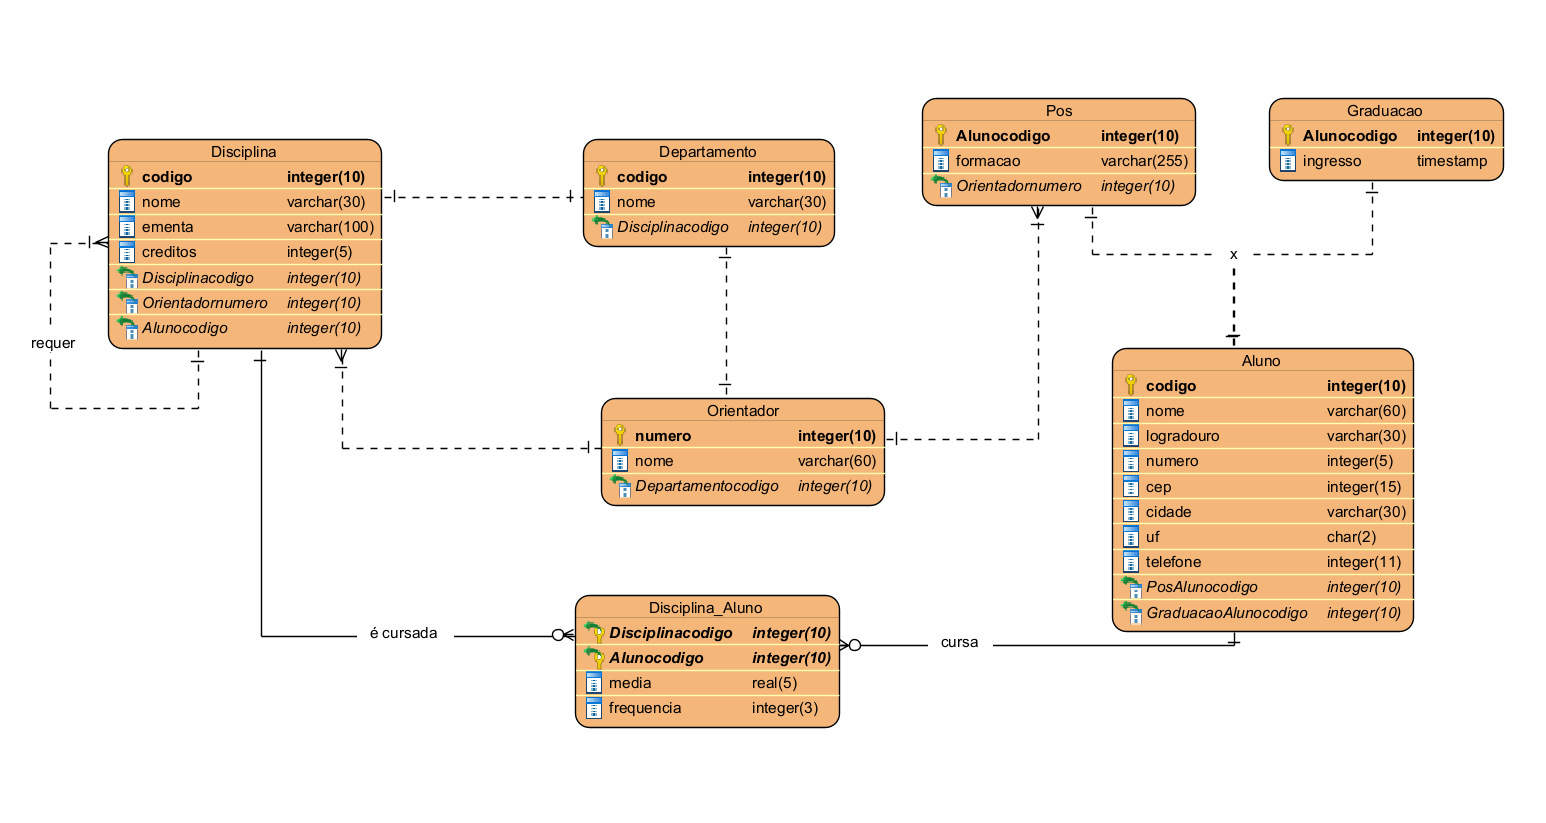 Disciplina
codigo integer(10)
nome varchar(30)
ementa varchar(100)
creditos integer(5)
Disciplinacodigo integer(10)
Orientadornumero integer(10)
Alunocodigo integer(10)
requer
Departamento
codigo integer(10)
nome varchar(30)
Disciplinacodigo integer(10)
Pos
Alunocodigo integer(10)
formacao varchar(255)
Orientadornumero integer(10)
Graduacao
Alunocodigo integer(10)
ingresso timestamp
x
Orientador
numero integer(10)
nome varchar(60)
Departamentocodigo integer(10)
Aluno
codigo integer(10)
nome varchar(60)
logradouro varchar(30)
numero integer(5)
cep integer(15)
cidade varchar(30)
uf char(2)
telefone integer(11)
PosAlunocodigo integer(10)
GraduacaoAlunocodigo integer(10)
é cursada
Disciplina_Aluno
Disciplinacodigo integer(10)
Alunocodigo integer(10)
media real(5)
frequencia integer(3)
cursa